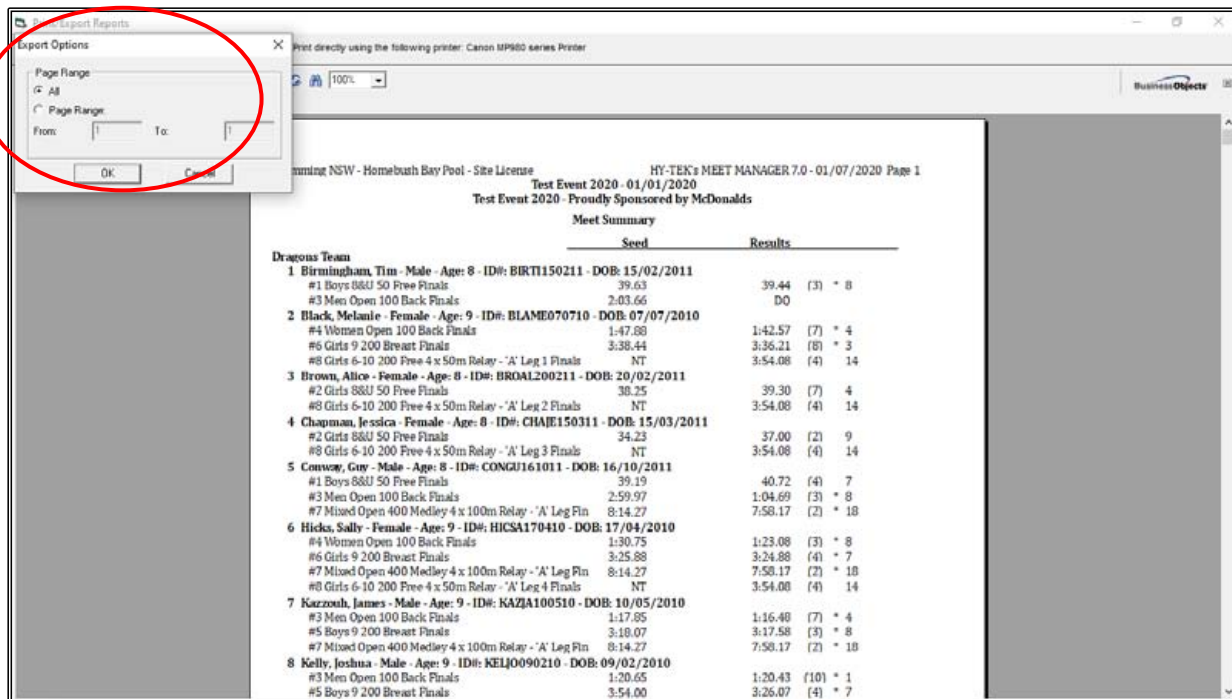 Print/Export Reports
Export Options
Print directly using the following printer: Canon MP980 series Printer
Page Range
All
Page Range:
From: 1 To: 1
OK Cancel
100%
BusinessObjects
mming NSW - Homebush Bay Pool - Site License HY-TEK's MEET MANAGER 7.0 - 01/07/2020 Page 1
Test Event 2020 - 01/01/2020
Test Event 2020 - Proudly Sponsored by McDonalds
Meet Summary
Seed Results
Dragons Team
1 Birmingham, Tim - Male - Age: 8 - ID#: BIRTI150211 - DOB: 15/02/2011
#1 Boys 8&U 50 Free Finals 39.63 39.44 (3) * 8
#3 Men Open 100 Back Finals 2:03.66 DQ
2 Black, Melanie - Female - Age: 9 - ID#: BLAME070710 - DOB: 07/07/2010
#4 Women Open 100 Back Finals 1:47.88 1:42.57 (7) * 4
#6 Girls 9 200 Breast Finals 3:38.44 3:36.21 (8) * 3
#8 Girls 6-10 200 Free 4 x 50m Relay - 'A' Leg 1 Finals NT 3:54.08 (4) 14
3 Brown, Alice - Female - Age: 8 - ID#: BROAL200211 - DOB: 20/02/2011
#2 Girls 8&U 50 Free Finals 38.25 39.30 (7) 4
#8 Girls 6-10 200 Free 4 x 50m Relay - 'A' Leg 2 Finals NT 3:54.08 (4) 14
4 Chapman, Jessica - Female - Age: 8 - ID#: CHAJE150311 - DOB: 15/03/2011
#2 Girls 8&U 50 Free Finals 34.23 37.00 (2) 9
#8 Girls 6-10 200 Free 4 x 50m Relay - 'A' Leg 3 Finals NT 3:54.08 (4) 14
5 Conway, Guy - Male - Age: 8 - ID#: CONGU161011 - DOB: 16/10/2011
#1 Boys 8&U 50 Free Finals 39.19 40.72 (4) 7
#3 Men Open 100 Back Finals 2:59.97 1:04.69 (3) * 8
#7 Mixed Open 400 Medley 4 x 100m Relay - 'A' Leg Fin 8:14.27 7:58.17 (2) * 18
6 Hicks, Sally - Female - Age: 9 - ID#: HICSA170410 - DOB: 17/04/2010
#4 Women Open 100 Back Finals 1:30.75 1:23.08 (3) * 8
#6 Girls 9 200 Breast Finals 3:25.88 3:24.88 (4) * 7
#7 Mixed Open 400 Medley 4 x 100m Relay - 'A' Leg Fin 8:14.27 7:58.17 (2) * 18
#8 Girls 6-10 200 Free 4 x 50m Relay - 'A' Leg 4 Finals NT 3:54.08 (4) 14
7 Kazzouh, James - Male - Age: 9 - ID#: KAZJA100510 - DOB: 10/05/2010
#3 Men Open 100 Back Finals 1:17.85 1:16.48 (7) * 4
#5 Boys 9 200 Breast Finals 3:18.07 3:17.58 (3) * 8
#7 Mixed Open 400 Medley 4 x 100m Relay - 'A' Leg Fin 8:14.27 7:58.17 (2) * 18
8 Kelly, Joshua - Male - Age: 9 - ID#: KELJO090210 - DOB: 09/02/2010
#3 Men Open 100 Back Finals 1:20.65 1:20.43 (10) * 1
#5 Boys 9 200 Breast Finals 3:54.00 3:26.07 (4) * 7